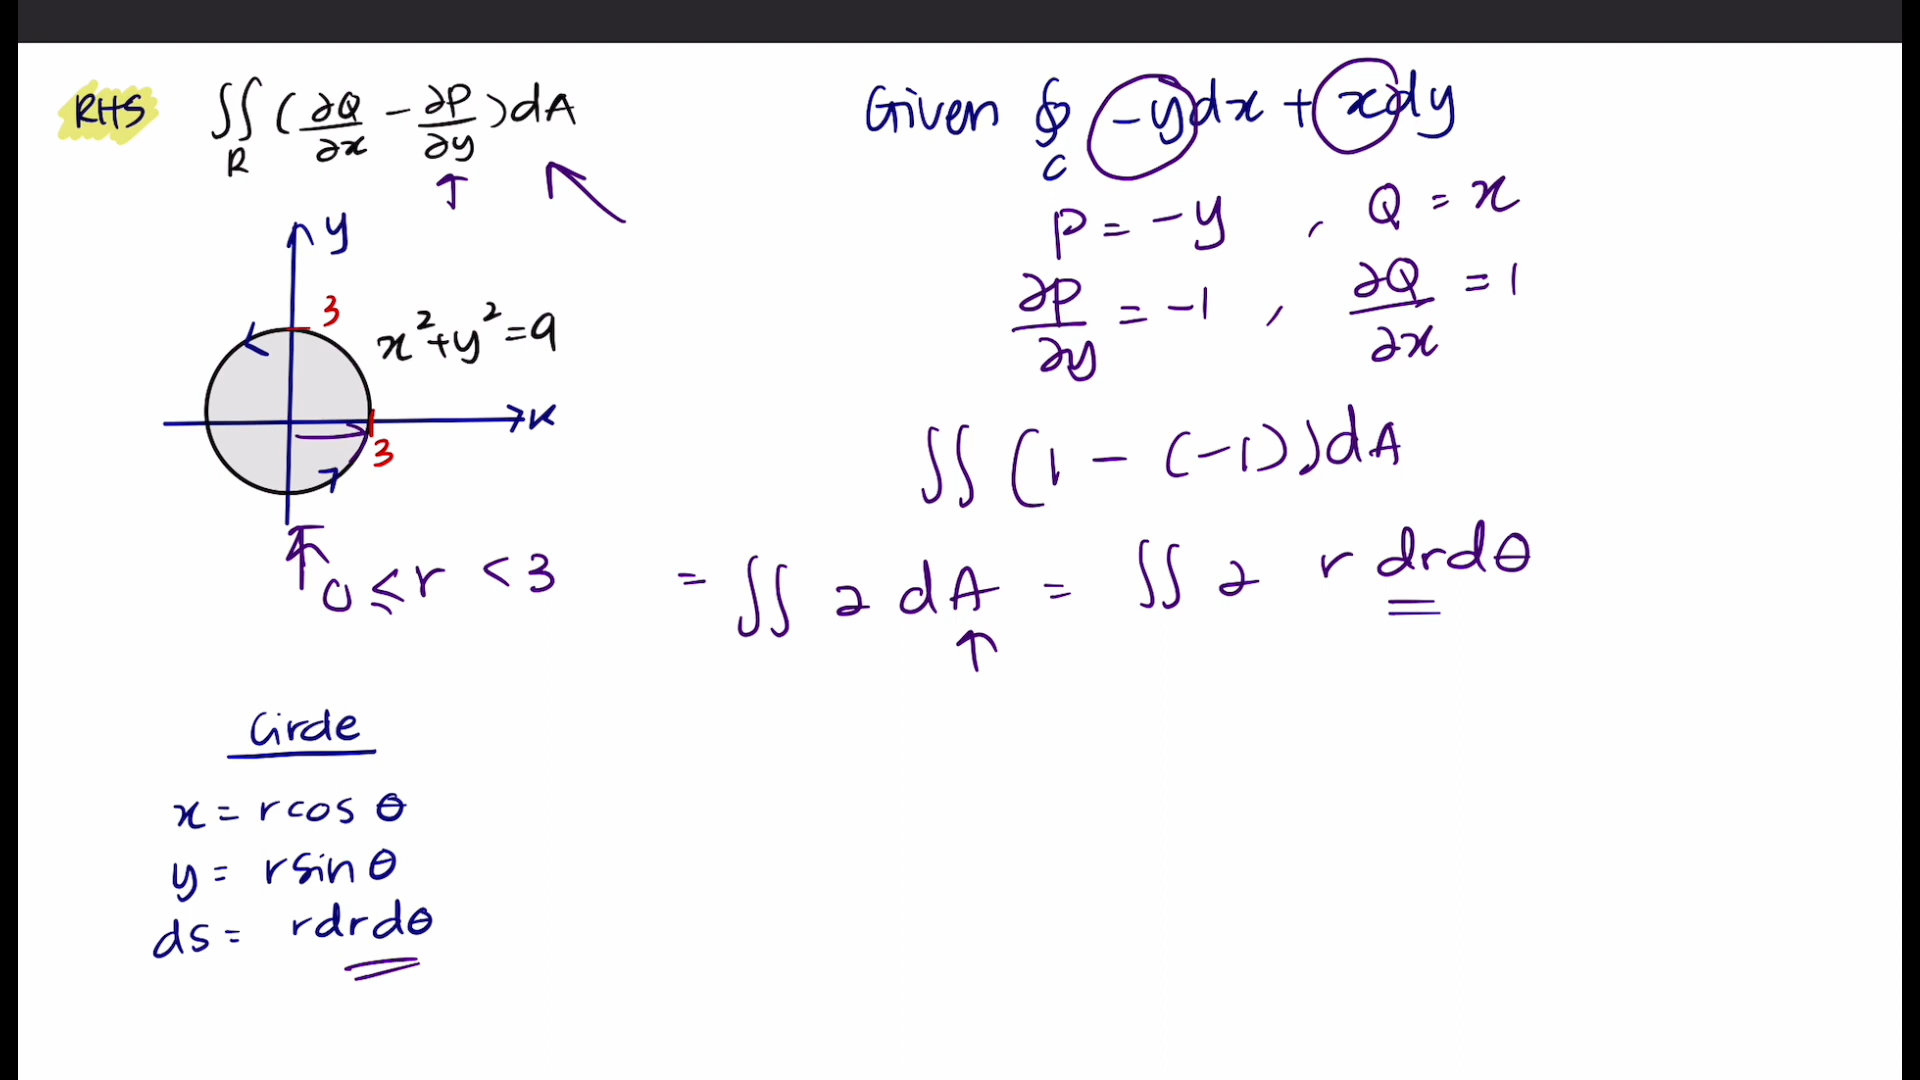 RHS ∬_R (∂Q/∂x − ∂P/∂y) dA
y
3
x² + y² = 9
x
3
0 ≤ r < 3
Circle
x = r cos θ
y = r sin θ
ds = r dr dθ
Given ∮_C −y dx + x dy
P = −y , Q = x
∂P/∂y = −1 , ∂Q/∂x = 1
∬ (1 − (−1)) dA
= ∬ 2 dA = ∬ 2 r dr dθ